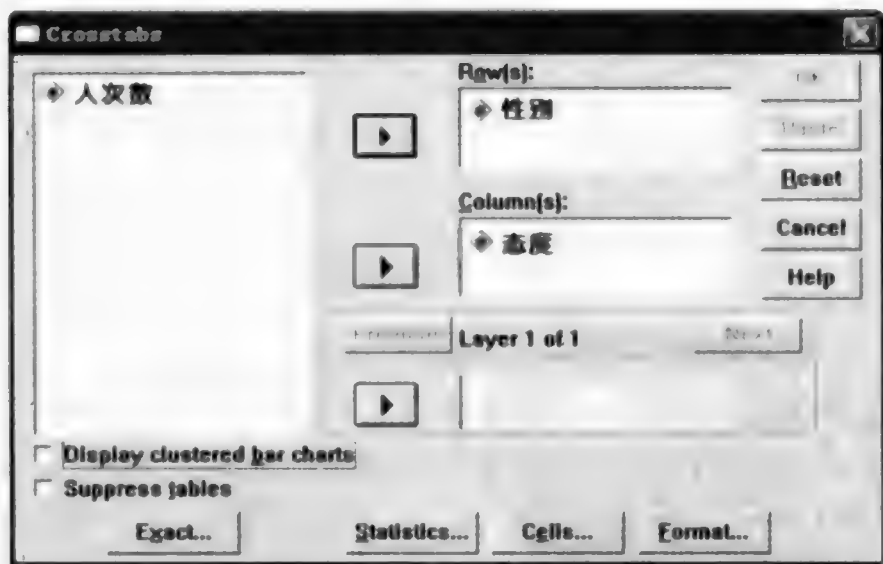 Crosstabs
人次数
Row(s):
性别
Reset
Column(s):
态度
Cancel
Help
Layer 1 of 1
Next
Display clustered bar charts
Suppress tables
Exact...
Statistics...
Cells...
Format...